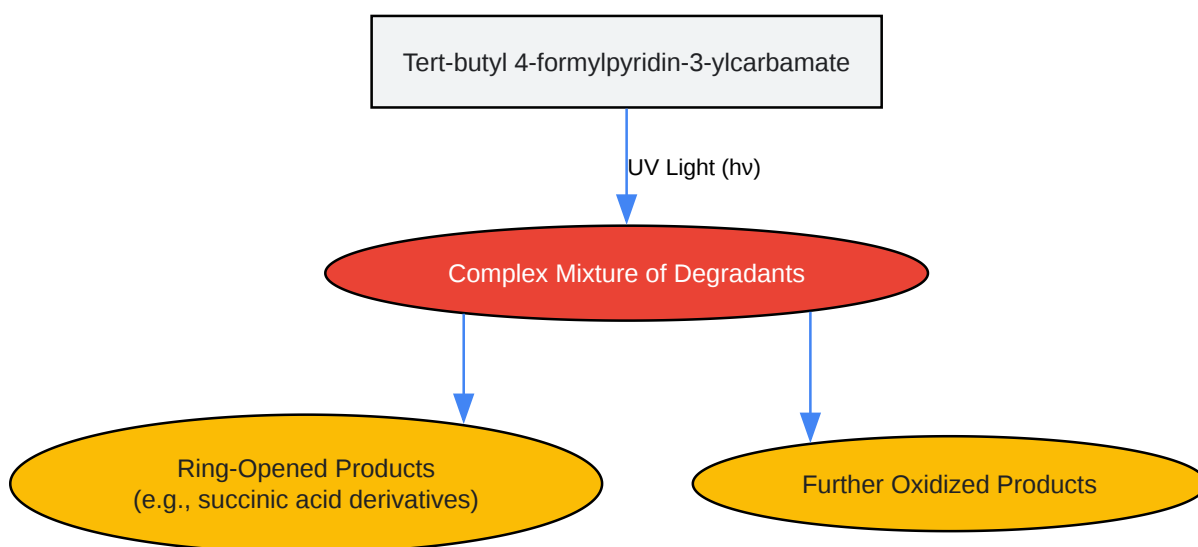 Tert-butyl 4-formylpyridin-3-ylcarbamate
UV Light (hν)
Complex Mixture of Degradants
Ring-Opened Products
(e.g., succinic acid derivatives)
Further Oxidized Products